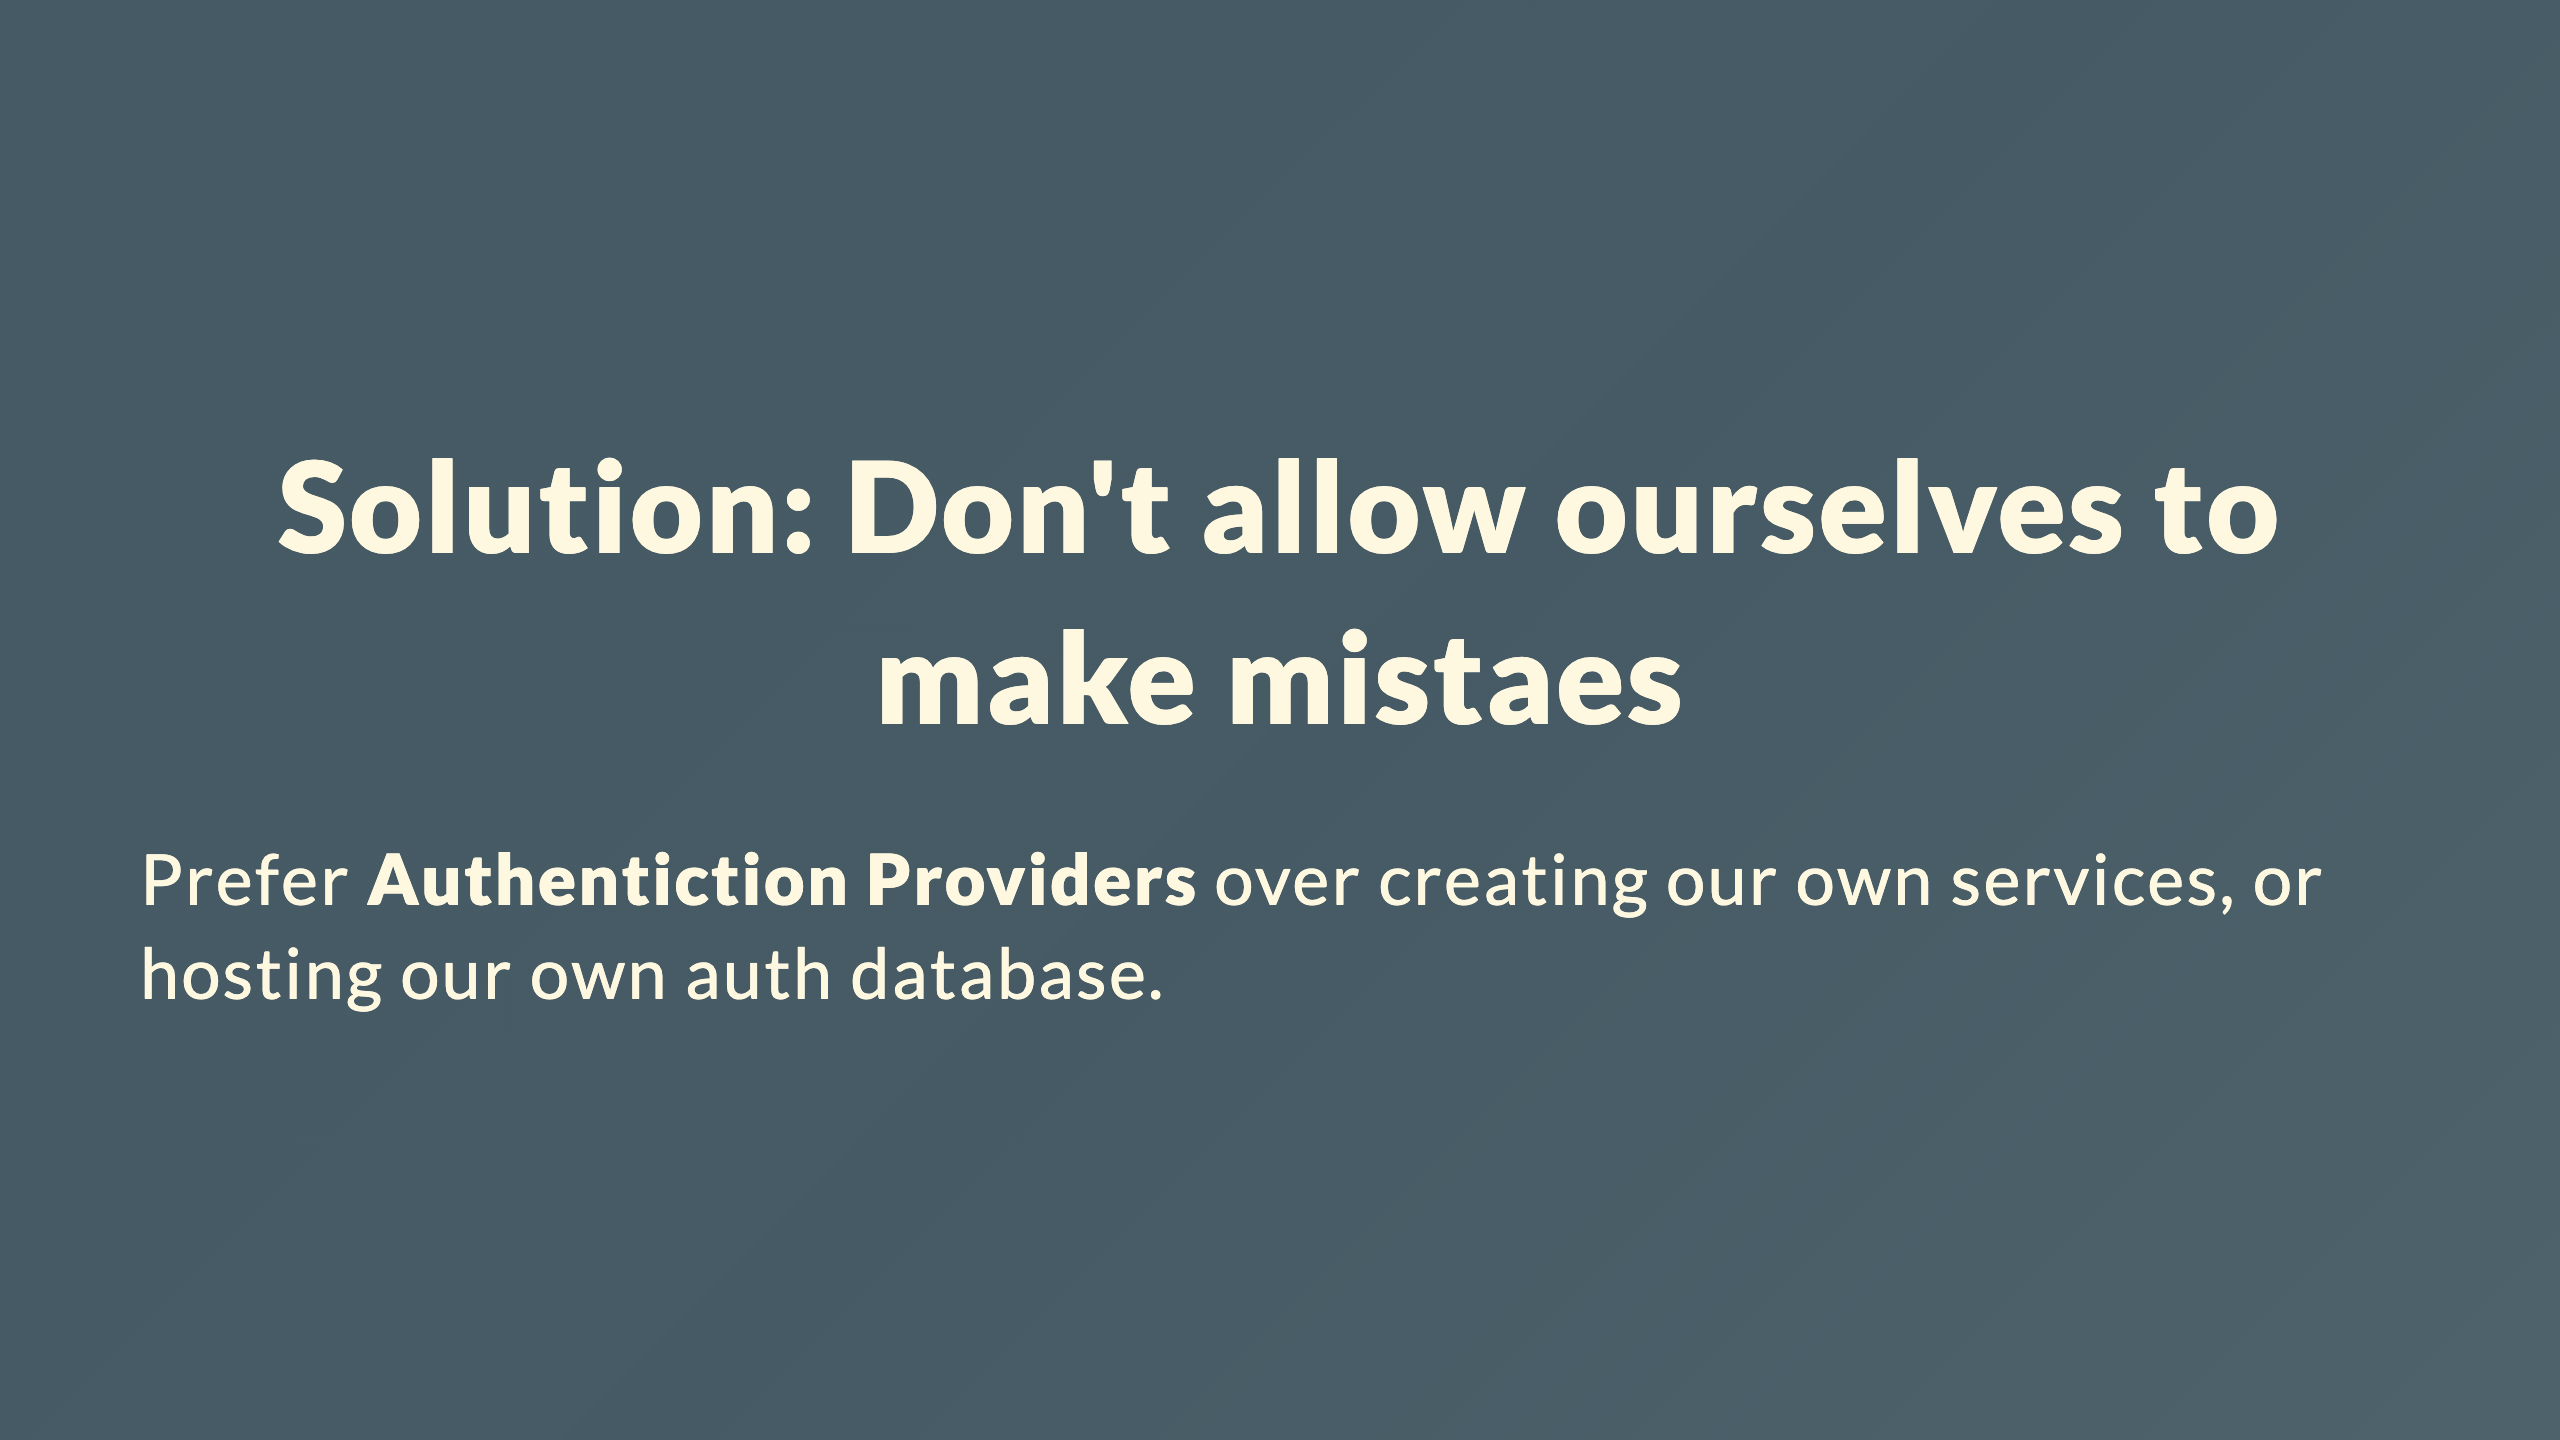 Solution: Don't allow ourselves to
make mistaes
Prefer Authentiction Providers over creating our own services, or
hosting our own auth database.